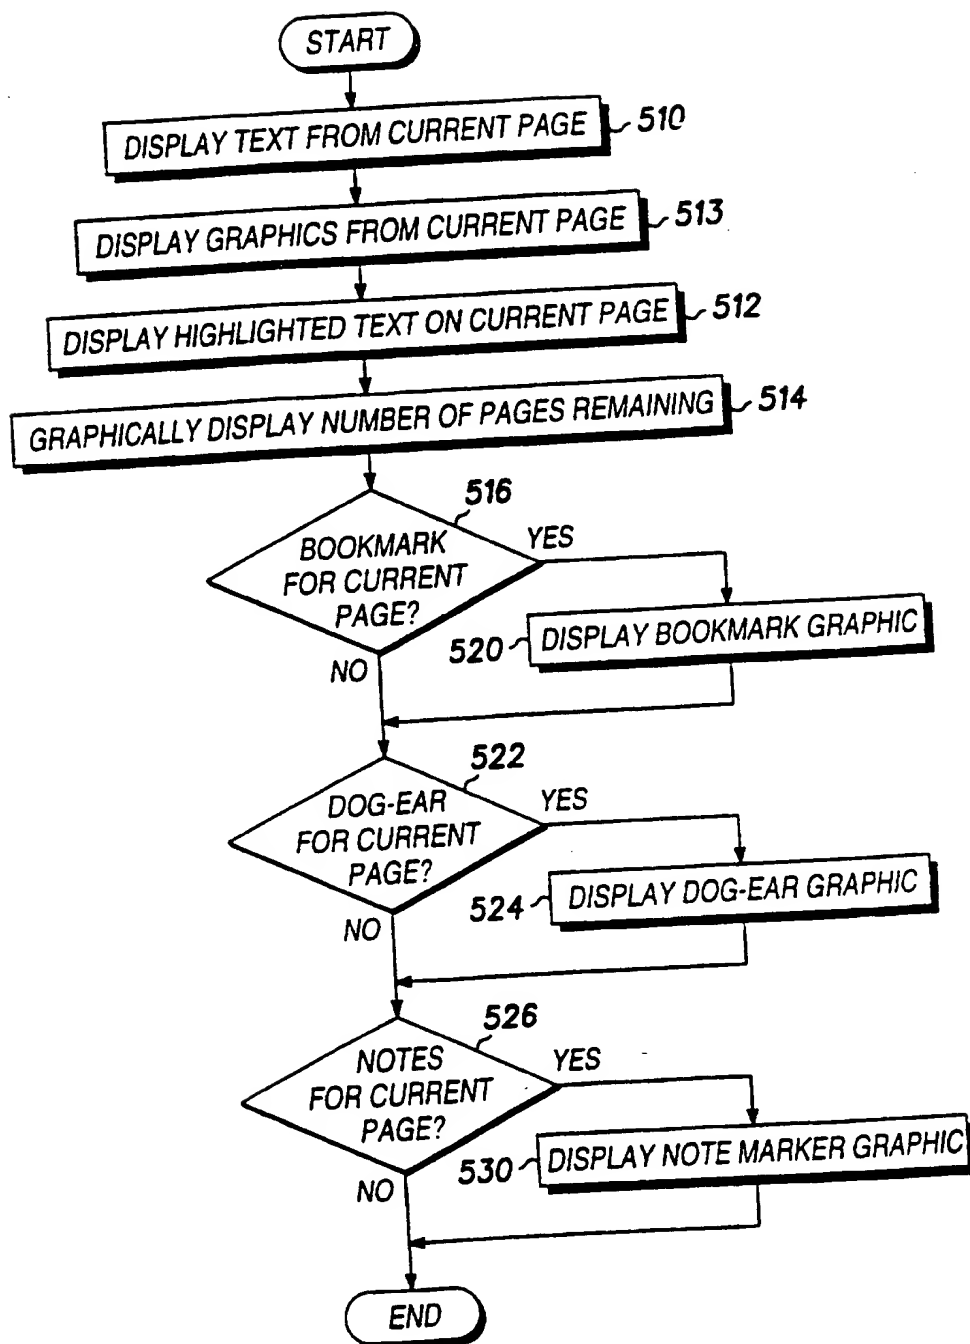 START
DISPLAY TEXT FROM CURRENT PAGE
510
DISPLAY GRAPHICS FROM CURRENT PAGE
513
DISPLAY HIGHLIGHTED TEXT ON CURRENT PAGE
512
GRAPHICALLY DISPLAY NUMBER OF PAGES REMAINING
514
516
BOOKMARK
FOR CURRENT
PAGE?
YES
520
DISPLAY BOOKMARK GRAPHIC
NO
522
DOG-EAR
FOR CURRENT
PAGE?
YES
524
DISPLAY DOG-EAR GRAPHIC
NO
526
NOTES
FOR CURRENT
PAGE?
YES
530
DISPLAY NOTE MARKER GRAPHIC
NO
END